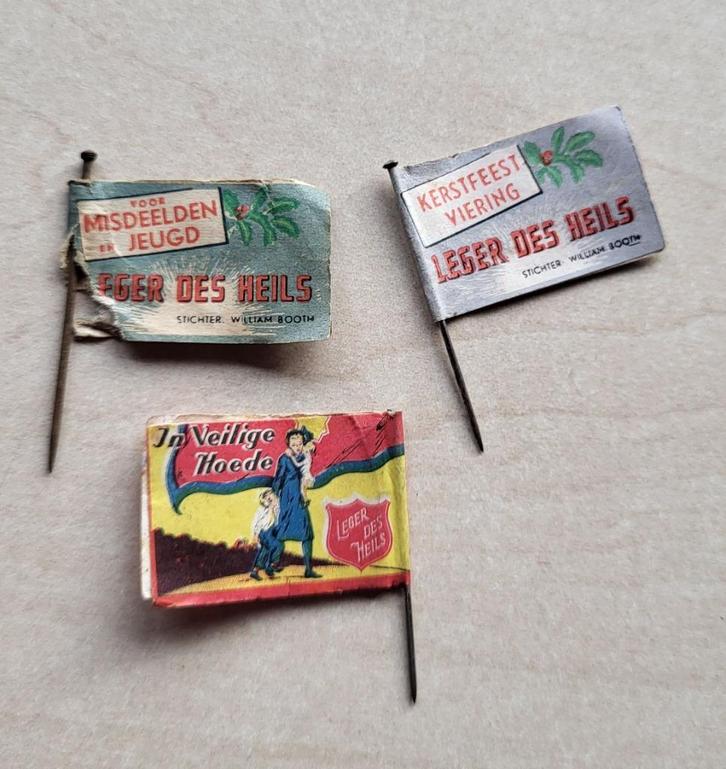 VOOR
MISDEELDEN
EN JEUGD
EGER DES HEILS
STICHTER. WILLIAM BOOTH
KERSTFEEST
VIERING
LEGER DES HEILS
STICHTER. WILLIAM BOOTH
In Veilige
Hoede
LEGER
DES
HEILS